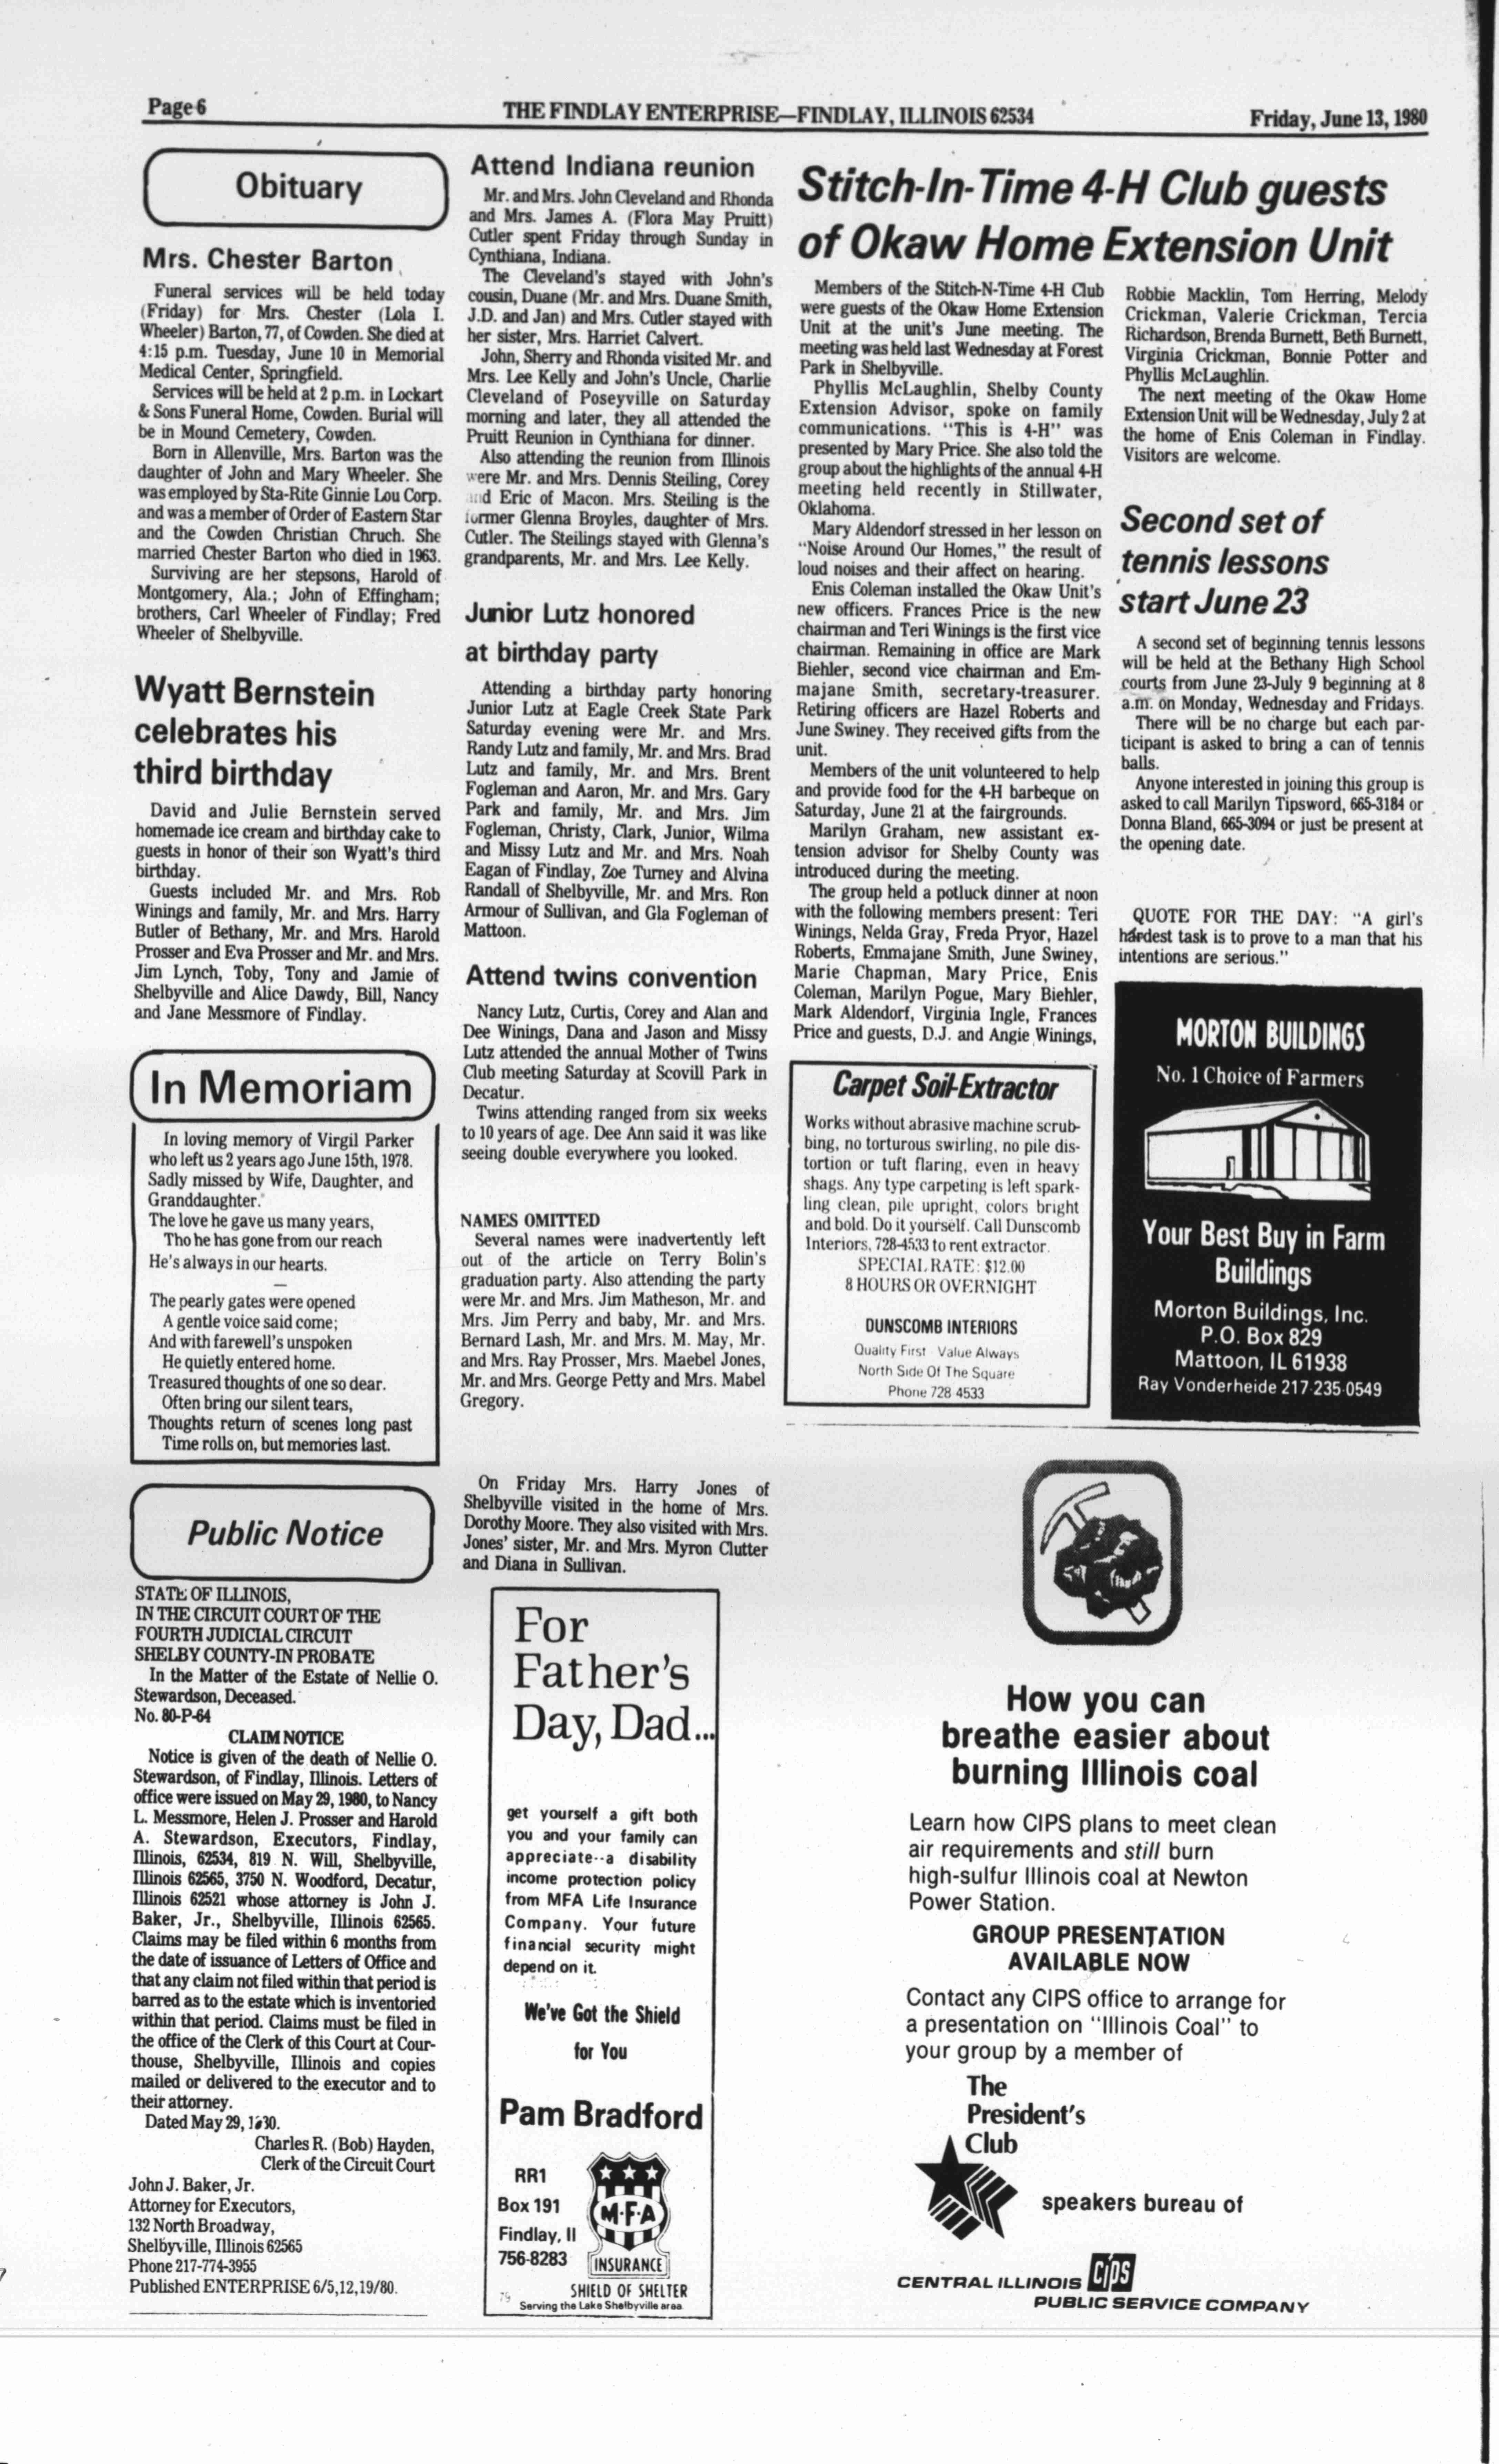 Page 6
THE FINDLAY ENTERPRISE—FINDLAY, ILLINOIS 62534
Friday, June 13, 1980
Obituary
Mrs. Chester Barton
Funeral services will be held today
(Friday) for Mrs. Chester (Lola I.
Wheeler) Barton, 77, of Cowden. She died at
4:15 p.m. Tuesday, June 10 in Memorial
Medical Center, Springfield.
Services will be held at 2 p.m. in Lockart
& Sons Funeral Home, Cowden. Burial will
be in Mound Cemetery, Cowden.
Born in Allenville, Mrs. Barton was the
daughter of John and Mary Wheeler. She
was employed by Sta-Rite Ginnie Lou Corp.
and was a member of Order of Eastern Star
and the Cowden Christian Chruch. She
married Chester Barton who died in 1963.
Surviving are her stepsons, Harold of
Montgomery, Ala.; John of Effingham;
brothers, Carl Wheeler of Findlay; Fred
Wheeler of Shelbyville.
Wyatt Bernstein
celebrates his
third birthday
David and Julie Bernstein served
homemade ice cream and birthday cake to
guests in honor of their son Wyatt's third
birthday.
Guests included Mr. and Mrs. Rob
Winings and family, Mr. and Mrs. Harry
Butler of Bethany, Mr. and Mrs. Harold
Prosser and Eva Prosser and Mr. and Mrs.
Jim Lynch, Toby, Tony and Jamie of
Shelbyville and Alice Dawdy, Bill, Nancy
and Jane Messmore of Findlay.
In Memoriam
In loving memory of Virgil Parker
who left us 2 years ago June 15th, 1978.
Sadly missed by Wife, Daughter, and
Granddaughter.
The love he gave us many years,
Tho he has gone from our reach
He's always in our hearts.
—
The pearly gates were opened
A gentle voice said come;
And with farewell's unspoken
He quietly entered home.
Treasured thoughts of one so dear.
Often bring our silent tears,
Thoughts return of scenes long past
Time rolls on, but memories last.
Public Notice
STATE OF ILLINOIS,
IN THE CIRCUIT COURT OF THE
FOURTH JUDICIAL CIRCUIT
SHELBY COUNTY-IN PROBATE
In the Matter of the Estate of Nellie O.
Stewardson, Deceased.
No. 80-P-64
CLAIM NOTICE
Notice is given of the death of Nellie O.
Stewardson, of Findlay, Illinois. Letters of
office were issued on May 29, 1980, to Nancy
L. Messmore, Helen J. Prosser and Harold
A. Stewardson, Executors, Findlay,
Illinois, 62534, 819 N. Will, Shelbyville,
Illinois 62565, 3750 N. Woodford, Decatur,
Illinois 62521 whose attorney is John J.
Baker, Jr., Shelbyville, Illinois 62565.
Claims may be filed within 6 months from
the date of issuance of Letters of Office and
that any claim not filed within that period is
barred as to the estate which is inventoried
within that period. Claims must be filed in
the office of the Clerk of this Court at Cour-
thouse, Shelbyville, Illinois and copies
mailed or delivered to the executor and to
their attorney.
Dated May 29,
Charles R. (Bob) Hayden,
Clerk of the Circuit Court
John J. Baker, Jr.
Attorney for Executors,
132 North Broadway,
Shelbyville, Illinois 62565
Phone 217-774-3955
Published ENTERPRISE 6/5,12,19/80.
Attend Indiana reunion
Mr. and Mrs. John Cleveland and Rhonda
and Mrs. James A. (Flora May Pruitt)
Cutler spent Friday through Sunday in
Cynthiana, Indiana.
The Cleveland's stayed with John's
cousin, Duane (Mr. and Mrs. Duane Smith,
J.D. and Jan) and Mrs. Cutler stayed with
her sister, Mrs. Harriet Calvert.
John, Sherry and Rhonda visited Mr. and
Mrs. Lee Kelly and John's Uncle, Charlie
Cleveland of Poseyville on Saturday
morning and later, they all attended the
Pruitt Reunion in Cynthiana for dinner.
Also attending the reunion from Illinois
were Mr. and Mrs. Dennis Steiling, Corey
and Eric of Macon. Mrs. Steiling is the
former Glenna Broyles, daughter of Mrs.
Cutler. The Steilings stayed with Glenna's
grandparents, Mr. and Mrs. Lee Kelly.
Junior Lutz honored
at birthday party
Attending a birthday party honoring
Junior Lutz at Eagle Creek State Park
Saturday evening were Mr. and Mrs.
Randy Lutz and family, Mr. and Mrs. Brad
Lutz and family, Mr. and Mrs. Brent
Fogleman and Aaron, Mr. and Mrs. Gary
Park and family, Mr. and Mrs. Jim
Fogleman, Christy, Clark, Junior, Wilma
and Missy Lutz and Mr. and Mrs. Noah
Eagan of Findlay, Zoe Turney and Alvina
Randall of Shelbyville, Mr. and Mrs. Ron
Armour of Sullivan, and Gla Fogleman of
Mattoon.
Attend twins convention
Nancy Lutz, Curtis, Corey and Alan and
Dee Winings, Dana and Jason and Missy
Lutz attended the annual Mother of Twins
Club meeting Saturday at Scovill Park in
Decatur.
Twins attending ranged from six weeks
to 10 years of age. Dee Ann said it was like
seeing double everywhere you looked.
NAMES OMITTED
Several names were inadvertently left
out of the article on Terry Bolin's
graduation party. Also attending the party
were Mr. and Mrs. Jim Matheson, Mr. and
Mrs. Jim Perry and baby, Mr. and Mrs.
Bernard Lash, Mr. and Mrs. M. May, Mr.
and Mrs. Ray Prosser, Mrs. Maebel Jones,
Mr. and Mrs. George Petty and Mrs. Mabel
Gregory.
On Friday Mrs. Harry Jones of
Shelbyville visited in the home of Mrs.
Dorothy Moore. They also visited with Mrs.
Jones' sister, Mr. and Mrs. Myron Clutter
and Diana in Sullivan.
For
Father's
Day, Dad...
get yourself a gift both
you and your family can
appreciate--a disability
income protection policy
from MFA Life Insurance
Company. Your future
financial security might
depend on it.
We've Got the Shield
for You
Pam Bradford
RR1
Box 191
Findlay, Il
756-8283
M·F·A
INSURANCE
SHIELD OF SHELTER
Serving the Lake Shelbyville area.
Stitch-In-Time 4-H Club guests
of Okaw Home Extension Unit
Members of the Stitch-N-Time 4-H Club
were guests of the Okaw Home Extension
Unit at the unit's June meeting. The
meeting was held last Wednesday at Forest
Park in Shelbyville.
Phyllis McLaughlin, Shelby County
Extension Advisor, spoke on family
communications. "This is 4-H" was
presented by Mary Price. She also told the
group about the highlights of the annual 4-H
meeting held recently in Stillwater,
Oklahoma.
Mary Aldendorf stressed in her lesson on
"Noise Around Our Homes," the result of
loud noises and their affect on hearing.
Enis Coleman installed the Okaw Unit's
new officers. Frances Price is the new
chairman and Teri Winings is the first vice
chairman. Remaining in office are Mark
Biehler, second vice chairman and Em-
majane Smith, secretary-treasurer.
Retiring officers are Hazel Roberts and
June Swiney. They received gifts from the
unit.
Members of the unit volunteered to help
and provide food for the 4-H barbeque on
Saturday, June 21 at the fairgrounds.
Marilyn Graham, new assistant ex-
tension advisor for Shelby County was
introduced during the meeting.
The group held a potluck dinner at noon
with the following members present: Teri
Winings, Nelda Gray, Freda Pryor, Hazel
Roberts, Emmajane Smith, June Swiney,
Marie Chapman, Mary Price, Enis
Coleman, Marilyn Pogue, Mary Biehler,
Mark Aldendorf, Virginia Ingle, Frances
Price and guests, D.J. and Angie Winings,
Robbie Macklin, Tom Herring, Melody
Crickman, Valerie Crickman, Tercia
Richardson, Brenda Burnett, Beth Burnett,
Virginia Crickman, Bonnie Potter and
Phyllis McLaughlin.
The next meeting of the Okaw Home
Extension Unit will be Wednesday, July 2 at
the home of Enis Coleman in Findlay.
Visitors are welcome.
Second set of
tennis lessons
start June 23
A second set of beginning tennis lessons
will be held at the Bethany High School
courts from June 23-July 9 beginning at 8
a.m. on Monday, Wednesday and Fridays.
There will be no charge but each par-
ticipant is asked to bring a can of tennis
balls.
Anyone interested in joining this group is
asked to call Marilyn Tipsword, 665-3184 or
Donna Bland, 665-3094 or just be present at
the opening date.
QUOTE FOR THE DAY: "A girl's
hardest task is to prove to a man that his
intentions are serious."
Carpet Soil-Extractor
Works without abrasive machine scrub-
bing, no torturous swirling, no pile dis-
tortion or tuft flaring, even in heavy
shags. Any type carpeting is left spark-
ling clean, pile upright, colors bright
and bold. Do it yourself. Call Dunscomb
Interiors, 728-4533 to rent extractor.
SPECIAL RATE: $12.00
8 HOURS OR OVERNIGHT
DUNSCOMB INTERIORS
Quality First Value Always
North Side Of The Square
Phone 728 4533
MORTON BUILDINGS
No. 1 Choice of Farmers
Your Best Buy in Farm
Buildings
Morton Buildings, Inc.
P.O. Box 829
Mattoon, IL 61938
Ray Vonderheide 217-235-0549
How you can
breathe easier about
burning Illinois coal
Learn how CIPS plans to meet clean
air requirements and still burn
high-sulfur Illinois coal at Newton
Power Station.
GROUP PRESENTATION
AVAILABLE NOW
Contact any CIPS office to arrange for
a presentation on "Illinois Coal" to
your group by a member of
The
President's
Club
speakers bureau of
CENTRAL ILLINOIS CIPS
PUBLIC SERVICE COMPANY